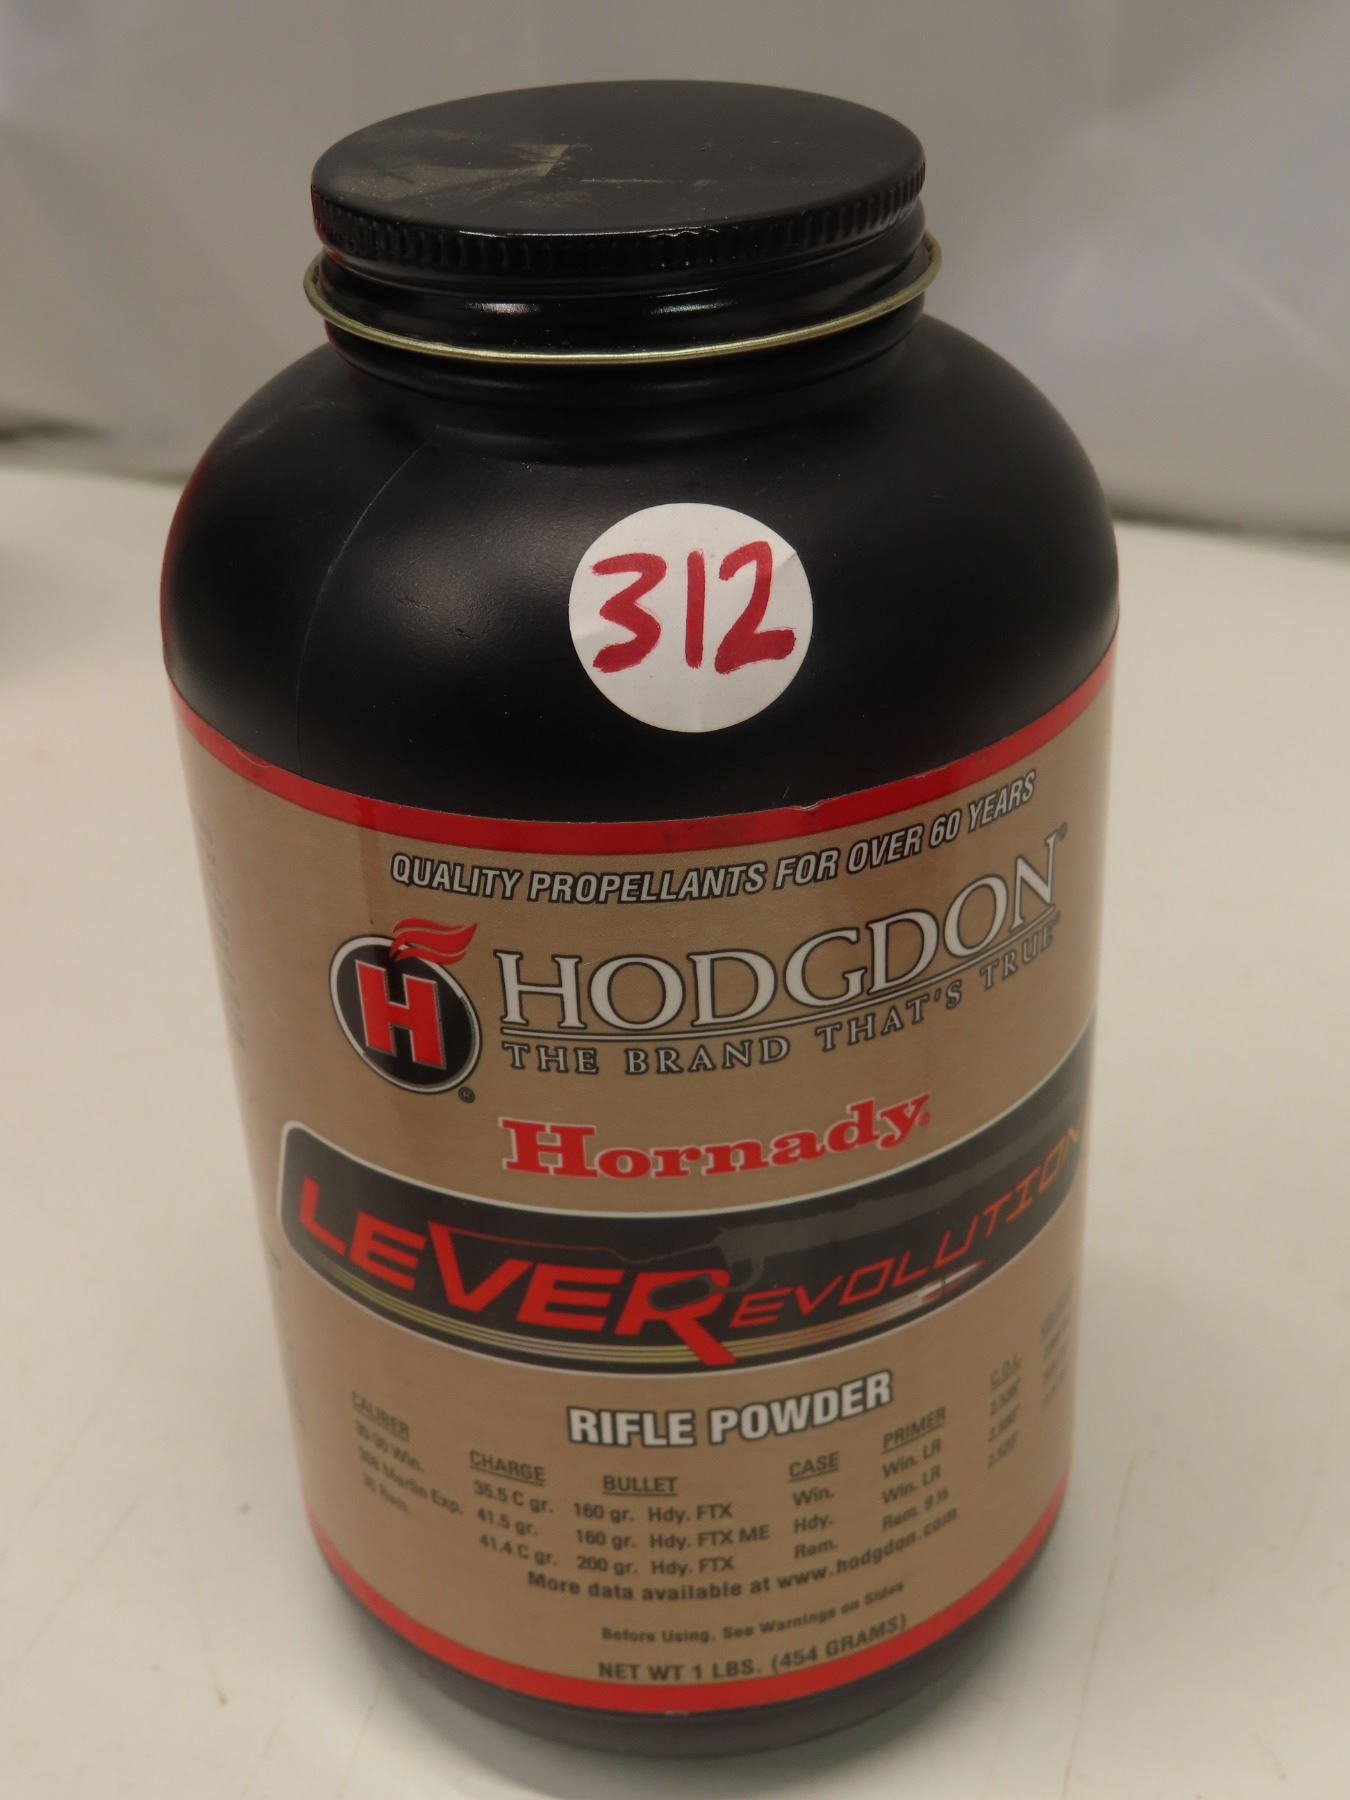 312
QUALITY PROPELLANTS FOR OVER 60 YEARS
H HODGDON®
THE BRAND THAT'S TRUE®
Hornady®
LEVEREVOLUTION
RIFLE POWDER
CALIBER CHARGE BULLET CASE PRIMER C.O.L.
30-30 Win. 35.5 C gr. 160 gr. Hdy. FTX Win. Win. LR
308 Marlin Exp. 41.5 gr. 160 gr. Hdy. FTX ME Hdy. Win. LR
35 Rem. 41.4 C gr. 200 gr. Hdy. FTX Rem. Rem. 9 ½
More data available at www.hodgdon.com
Before Using, See Warnings on Sides
NET WT 1 LBS. (454 GRAMS)